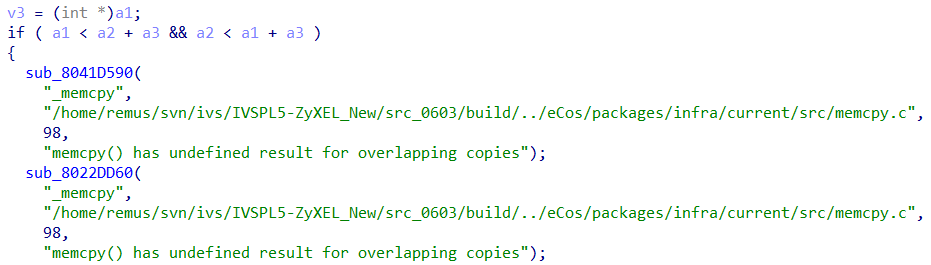 v3 = (int *)a1;
if ( a1 < a2 + a3 && a2 < a1 + a3 )
{
  sub_8041D590(
    "_memcpy",
    "/home/remus/svn/ivs/IVSPL5-ZyXEL_New/src_0603/build/../eCos/packages/infra/current/src/memcpy.c",
    98,
    "memcpy() has undefined result for overlapping copies");
  sub_8022DD60(
    "_memcpy",
    "/home/remus/svn/ivs/IVSPL5-ZyXEL_New/src_0603/build/../eCos/packages/infra/current/src/memcpy.c",
    98,
    "memcpy() has undefined result for overlapping copies");